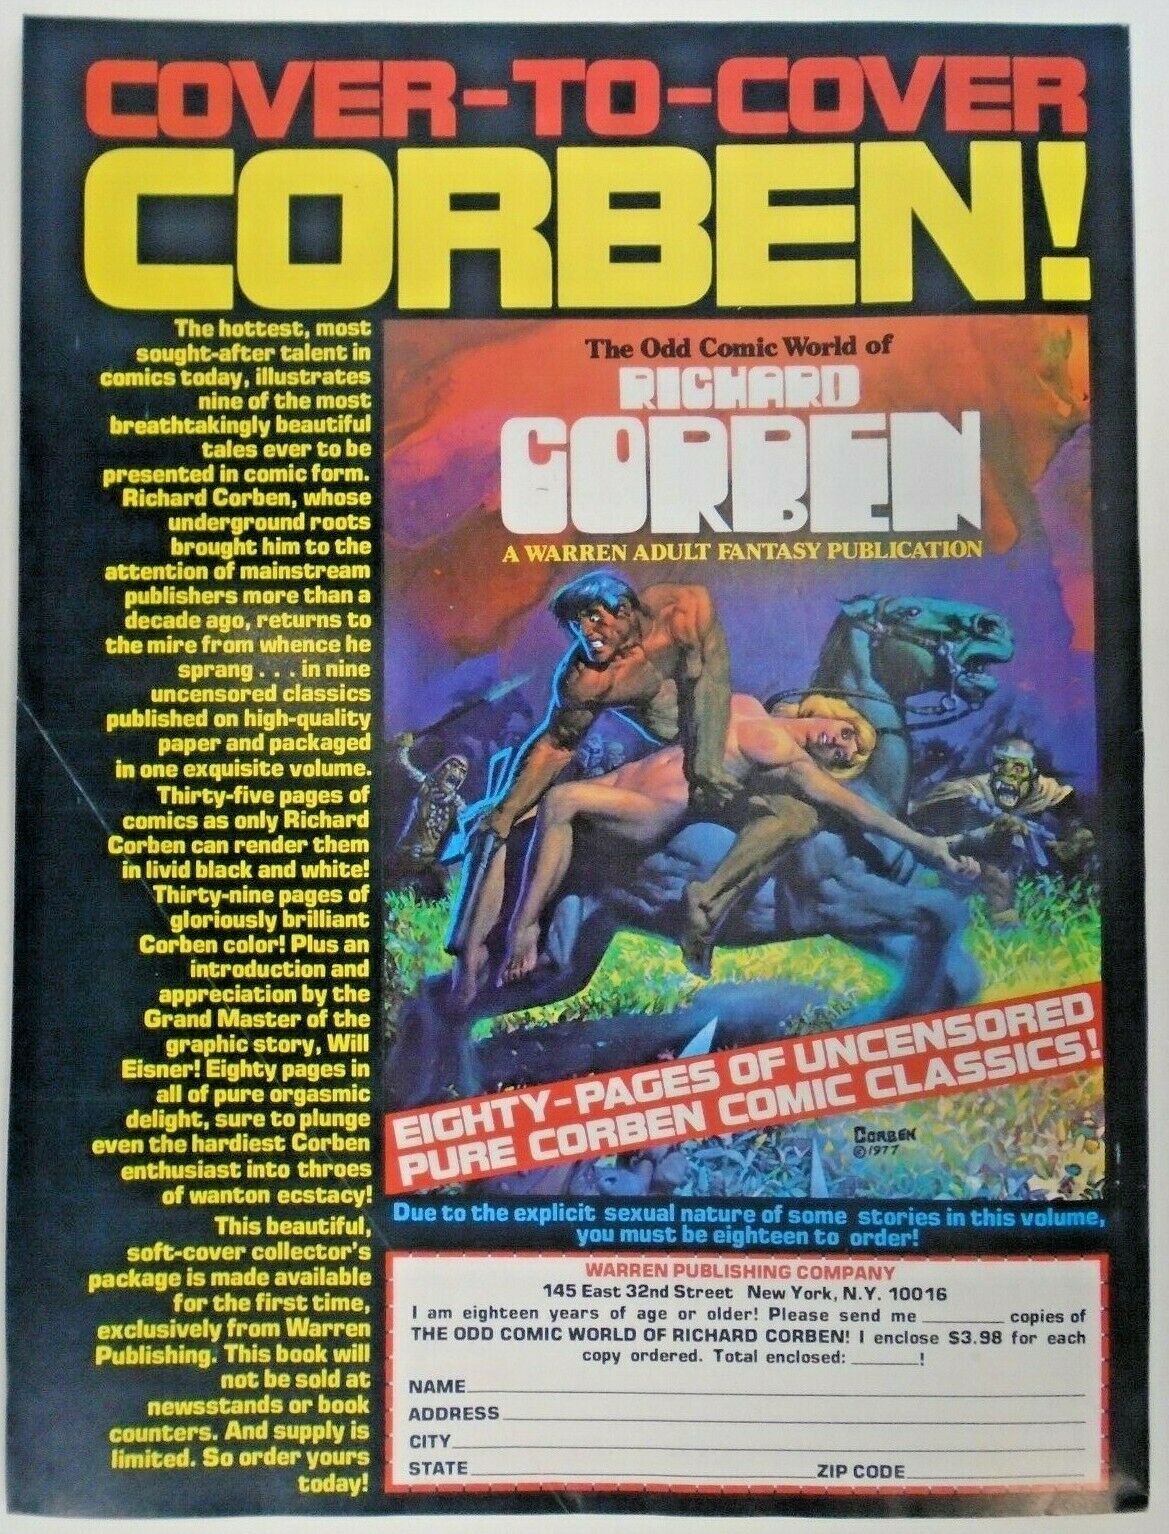 COVER-TO-COVER
CORBEN!
The hottest, most
sought-after talent in
comics today, illustrates
nine of the most
breathtakingly beautiful
tales ever to be
presented in comic form.
Richard Corben, whose
underground roots
brought him to the
attention of mainstream
publishers more than a
decade ago, returns to
the mire from whence he
sprang . . . in nine
uncensored classics
published on high-quality
paper and packaged
in one exquisite volume.
Thirty-five pages of
comics as only Richard
Corben can render them
in livid black and white!
Thirty-nine pages of
gloriously brilliant
Corben color! Plus an
introduction and
appreciation by the
Grand Master of the
graphic story, Will
Eisner! Eighty pages in
all of pure orgasmic
delight, sure to plunge
even the hardiest Corben
enthusiast into throes
of wanton ecstacy!
This beautiful,
soft-cover collector's
package is made available
for the first time,
exclusively from Warren
Publishing. This book will
not be sold at
newsstands or book
counters. And supply is
limited. So order yours
today!
The Odd Comic World of
RICHARD
CORBEN
A WARREN ADULT FANTASY PUBLICATION
EIGHTY-PAGES OF UNCENSORED
PURE CORBEN COMIC CLASSICS!
CORBEN
©1977
Due to the explicit sexual nature of some stories in this volume,
you must be eighteen to order!
WARREN PUBLISHING COMPANY
145 East 32nd Street New York, N.Y. 10016
I am eighteen years of age or older! Please send me ________ copies of
THE ODD COMIC WORLD OF RICHARD CORBEN! I enclose $3.98 for each
copy ordered. Total enclosed: ______!
NAME
ADDRESS
CITY
STATE ZIP CODE